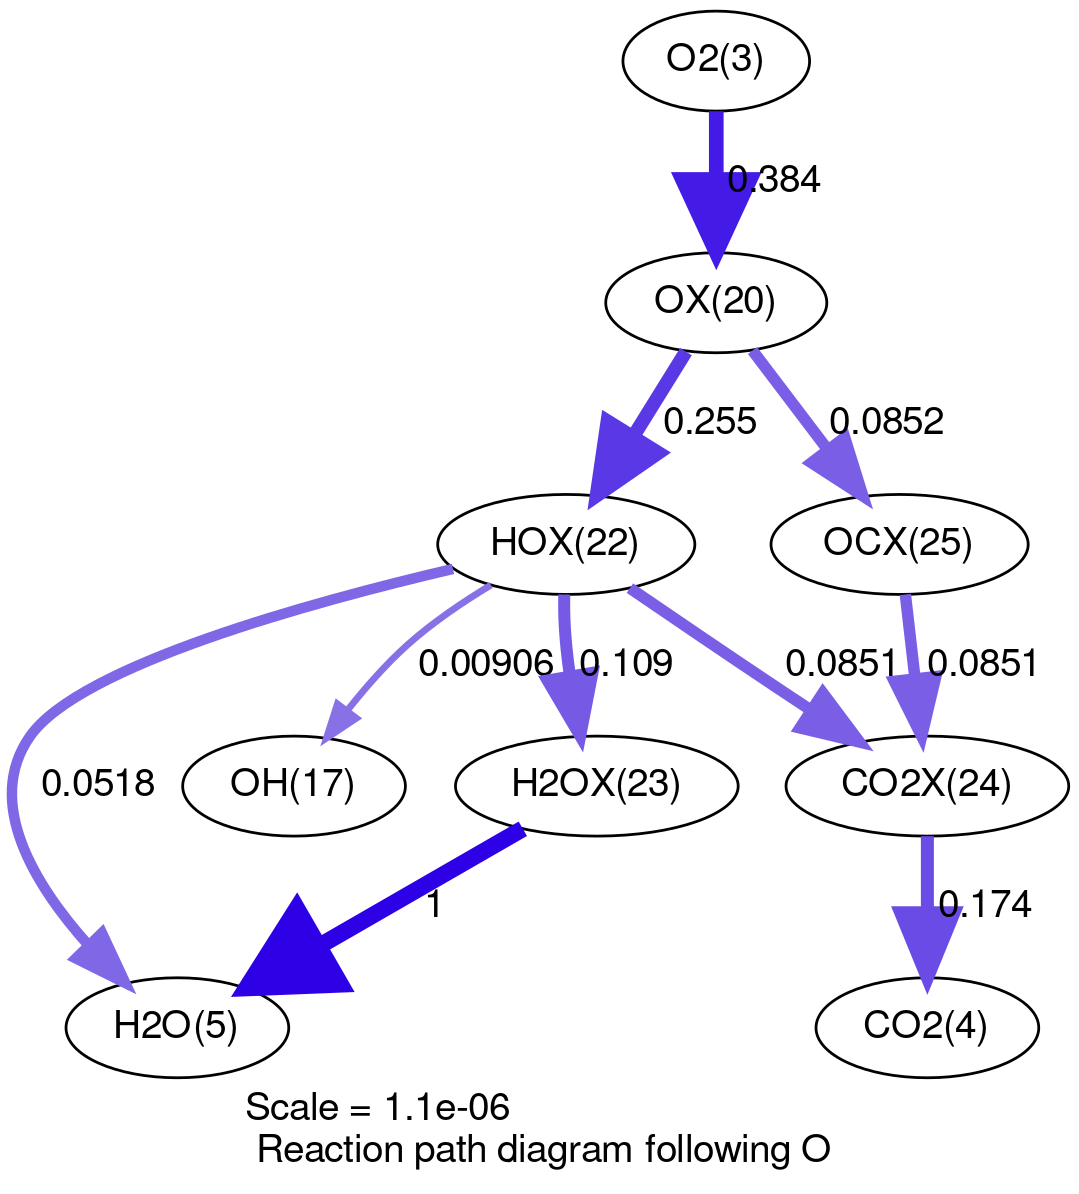 O2(3)
0.384
OX(20)
0.255
0.0852
HOX(22)
OCX(25)
0.00906
0.109
0.0851
0.0851
0.0518
OH(17)
H2OX(23)
CO2X(24)
1
0.174
H2O(5)
CO2(4)
Scale = 1.1e-06
Reaction path diagram following O